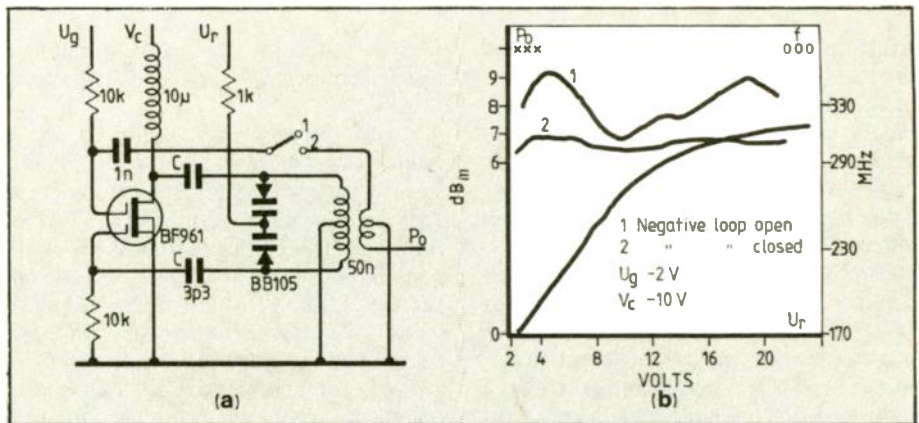 Ug Vc Ur
10k 10µ 1k
1
2
1n
C
BF961
C
3p3
BB105
50n
Po
10k
(a)
Po
xxx
f
ooo
9
8
7
6
0
dBm
1
2
330
290
230
170
MHz
1 Negative loop open
2 " " closed
Ug -2 V
Vc -10 V
Ur
2 4 8 12 16 20
VOLTS
(b)